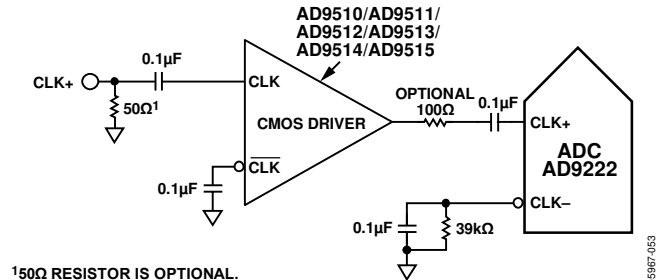 AD9510/AD9511/
AD9512/AD9513/
AD9514/AD9515
0.1µF
CLK+
CLK
50Ω¹
CMOS DRIVER
OPTIONAL
100Ω
0.1µF
CLK+
ADC
AD9222
CLK
0.1µF
CLK–
0.1µF
39kΩ
¹50Ω RESISTOR IS OPTIONAL.
5967-053